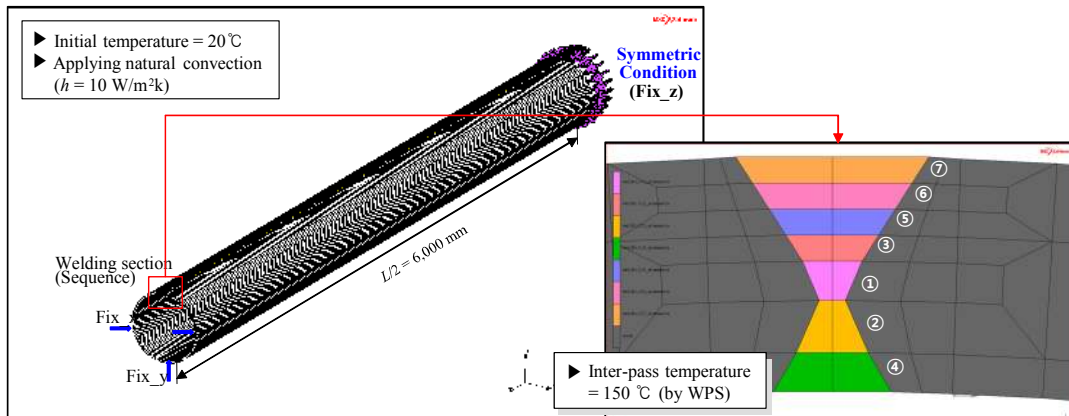 ▶ Initial temperature = 20℃
▶ Applying natural convection
(h = 10 W/m²k)
Symmetric
Condition
(Fix_z)
Welding section
(Sequence)
L/2 = 6,000 mm
Fix_x
Fix_y
⑦
⑥
⑤
③
①
②
④
▶ Inter-pass temperature
= 150 ℃ (by WPS)